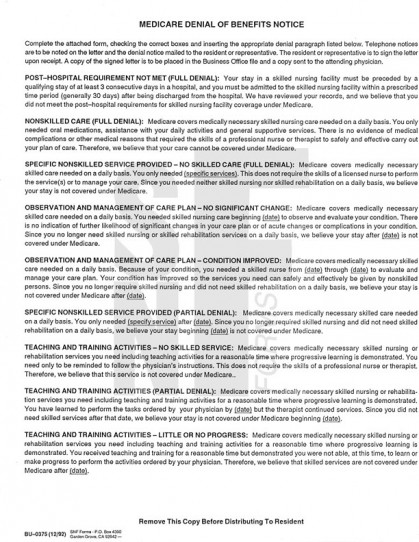 MEDICARE DENIAL OF BENEFITS NOTICE
Complete the attached form, checking the correct boxes and inserting the appropriate denial paragraph listed below. Telephone notices
are to be noted on the letter and the denial notice mailed to the resident or representative. The resident or representative is to sign the letter
upon receipt. A copy of the signed letter is to be placed in the Business Office file and a copy sent to the attending physician.
POST–HOSPITAL REQUIREMENT NOT MET (FULL DENIAL): Your stay in a skilled nursing facility must be preceded by a
qualifying stay of at least 3 consecutive days in a hospital, and you must be admitted to the skilled nursing facility within a prescribed
time period (generally 30 days) after being discharged from the hospital. We have reviewed your records, and we believe that you
did not meet the post-hospital requirements for skilled nursing facility coverage under Medicare.
NONSKILLED CARE (FULL DENIAL): Medicare covers medically necessary skilled nursing care needed on a daily basis. You only
needed oral medications, assistance with your daily activities and general supportive services. There is no evidence of medical
complications or other medical reasons that required the skills of a professional nurse or therapist to safely and effectively carry out
your plan of care. Therefore, we believe that your care cannot be covered under Medicare.
SPECIFIC NONSKILLED SERVICE PROVIDED – NO SKILLED CARE (FULL DENIAL): Medicare covers medically necessary
skilled care needed on a daily basis. You only needed (specific services). This does not require the skills of a licensed nurse to perform
the service(s) or to manage your care. Since you needed neither skilled nursing nor skilled rehabilitation on a daily basis, we believe
your stay is not covered under Medicare.
OBSERVATION AND MANAGEMENT OF CARE PLAN – NO SIGNIFICANT CHANGE: Medicare covers medically necessary
skilled care needed on a daily basis. You needed skilled nursing care beginning (date) to observe and evaluate your condition. There
is no indication of further likelihood of significant changes in your care plan or of acute changes or complications in your condition.
Since you no longer need skilled nursing or skilled rehabilitation services on a daily basis, we believe your stay after (date) is not
covered under Medicare.
OBSERVATION AND MANAGEMENT OF CARE PLAN – CONDITION IMPROVED: Medicare covers medically necessary skilled
care needed on a daily basis. Because of your condition, you needed a skilled nurse from (date) through (date) to evaluate and
manage your care plan. Your condition has improved so the services you need can safely and effectively be given by nonskilled
persons. Since you no longer require skilled nursing and did not need skilled rehabilitation on a daily basis, we believe your stay is
not covered under Medicare after (date).
SPECIFIC NONSKILLED SERVICE PROVIDED (PARTIAL DENIAL): Medicare covers medically necessary skilled care needed
on a daily basis. You only needed (specify service) after (date). Since you no longer required skilled nursing and did not need skilled
rehabilitation on a daily basis, we believe your stay beginning (date) is not covered under Medicare.
TEACHING AND TRAINING ACTIVITIES – NO SKILLED SERVICE: Medicare covers medically necessary skilled nursing or
rehabilitation services you need including teaching activities for a reasonable time where progressive learning is demonstrated. You
need only to be reminded to follow the physician's instructions. This does not require the skills of a professional nurse or therapist.
Therefore, we believe that this service is not covered under Medicare.
TEACHING AND TRAINING ACTIVITIES (PARTIAL DENIAL): Medicare covers medically necessary skilled nursing or rehabilita-
tion services you need including teaching and training activities for a reasonable time where progressive learning is demonstrated.
You have learned to perform the tasks ordered by your physician by (date) but the therapist continued services. Since you did not
need skilled services after that date, we believe your stay is not covered under Medicare beginning (date).
TEACHING AND TRAINING ACTIVITIES – LITTLE OR NO PROGRESS: Medicare covers medically necessary skilled nursing or
rehabilitation services you need including teaching and training activities for a reasonable time where progressive learning is
demonstrated. You received teaching and training for a reasonable time but demonstrated you were not able, at this time, to learn or
make progress to perform the activities ordered by your physician. Therefore, we believe that skilled services are not covered under
Medicare after (date).
Remove This Copy Before Distributing To Resident
BU–0375 (12/92)
FORMS